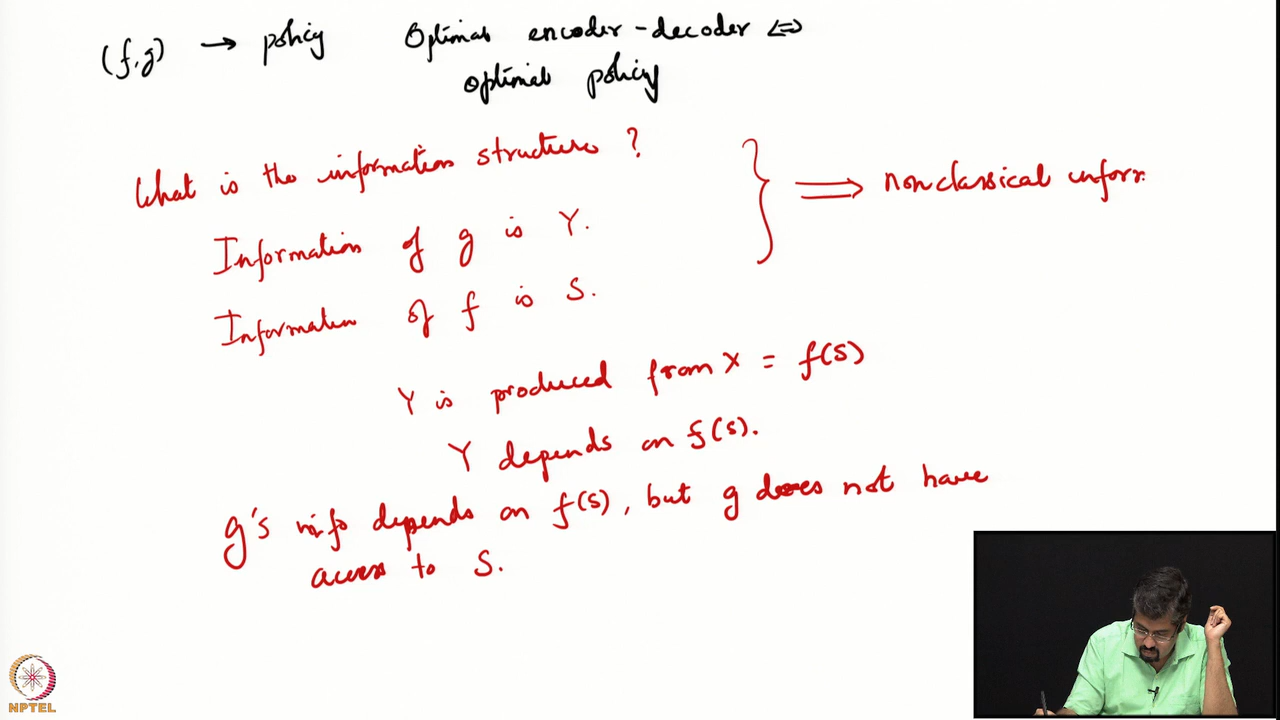 (f,g) → policy Optimal encoder-decoder ⇔
optimal policy
What is the information structure ?
} ⟹ nonclassical infor
Information of g is Y.
Information of f is S.
Y is produced from X = f(S)
Y depends on f(S).
g's info depends on f(S), but g does not have
access to S.
NPTEL